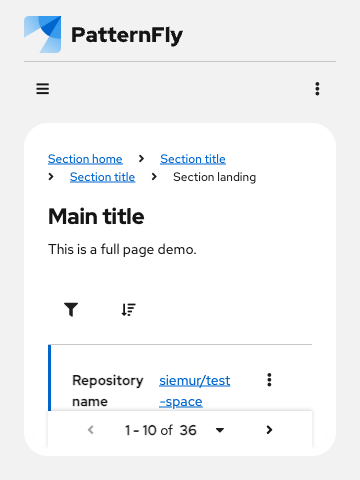 PatternFly
Section home > Section title
> Section title > Section landing
Main title
This is a full page demo.
Repository name
siemur/test-space
1 - 10 of 36